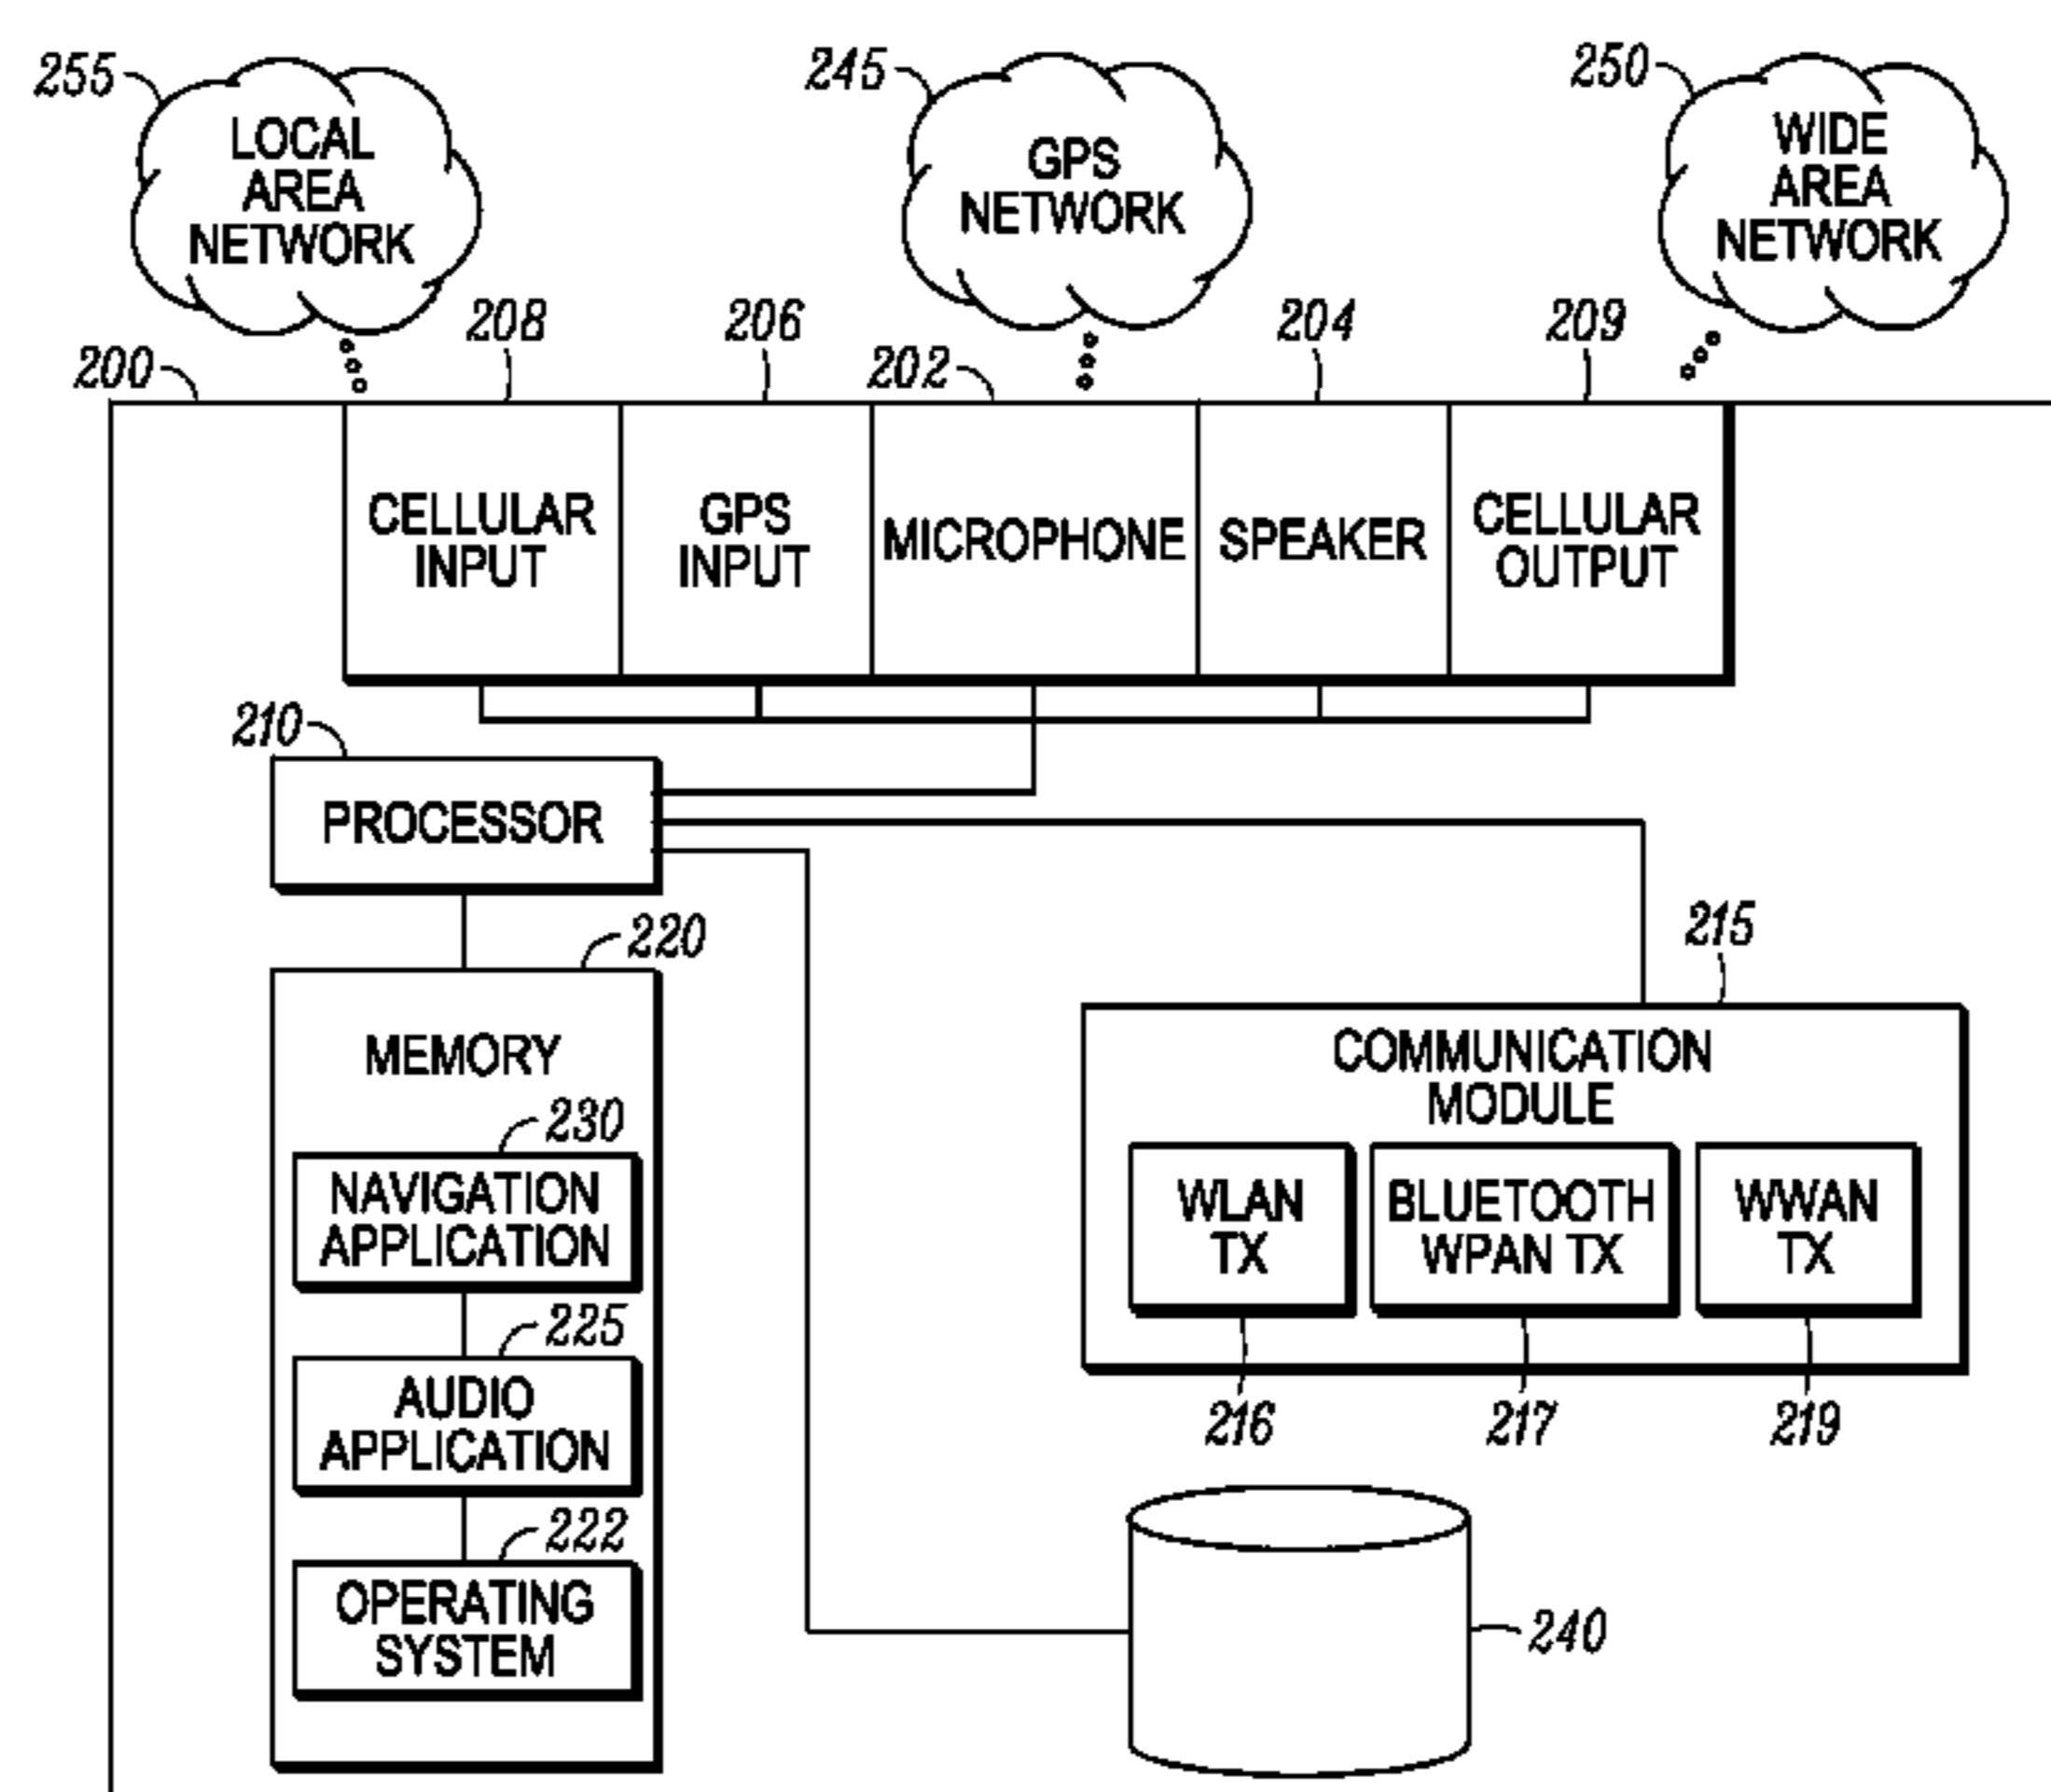 255
LOCAL
AREA
NETWORK
245
GPS
NETWORK
250
WIDE
AREA
NETWORK
200
208
206
202
204
209
CELLULAR
INPUT
GPS
INPUT
MICROPHONE
SPEAKER
CELLULAR
OUTPUT
210
PROCESSOR
220
MEMORY
230
NAVIGATION
APPLICATION
225
AUDIO
APPLICATION
222
OPERATING
SYSTEM
215
COMMUNICATION
MODULE
WLAN
TX
BLUETOOTH
WPAN TX
WWAN
TX
216
217
219
240